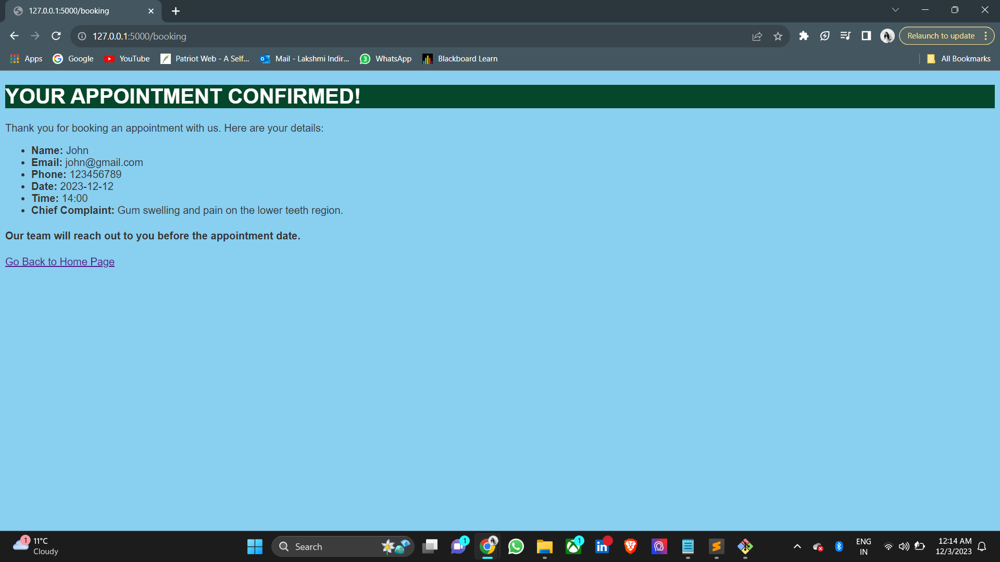 127.0.0.1:5000/booking
127.0.0.1:5000/booking
Relaunch to update
Apps
Google
YouTube
Patriot Web - A Self...
Mail - Lakshmi Indir...
3
WhatsApp
Blackboard Learn
All Bookmarks
YOUR APPOINTMENT CONFIRMED!
Thank you for booking an appointment with us. Here are your details:
• Name: John
• Email: john@gmail.com
• Phone: 123456789
• Date: 2023-12-12
• Time: 14:00
• Chief Complaint: Gum swelling and pain on the lower teeth region.
Our team will reach out to you before the appointment date.
Go Back to Home Page
1
11°C
Cloudy
Search
1
1
in
ENG
IN
12:14 AM
12/3/2023